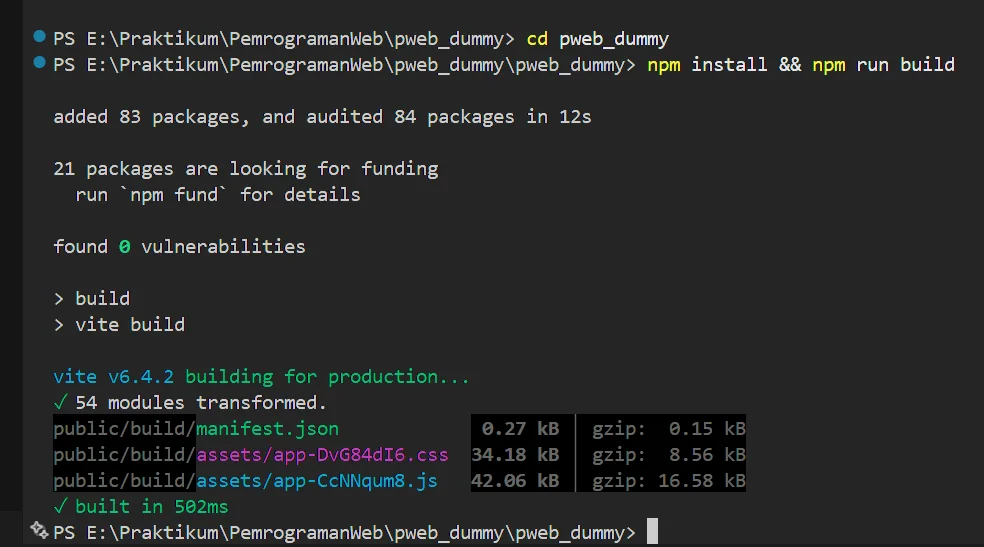 PS E:\Praktikum\PemrogramanWeb\pweb_dummy> cd pweb_dummy
PS E:\Praktikum\PemrogramanWeb\pweb_dummy\pweb_dummy> npm install && npm run build
added 83 packages, and audited 84 packages in 12s
21 packages are looking for funding
  run `npm fund` for details
found 0 vulnerabilities
> build
> vite build
vite v6.4.2 building for production...
✓ 54 modules transformed.
public/build/manifest.json             0.27 kB │ gzip:  0.15 kB
public/build/assets/app-DvG84dI6.css  34.18 kB │ gzip:  8.56 kB
public/build/assets/app-CcNNqum8.js   42.06 kB │ gzip: 16.58 kB
✓ built in 502ms
PS E:\Praktikum\PemrogramanWeb\pweb_dummy\pweb_dummy>